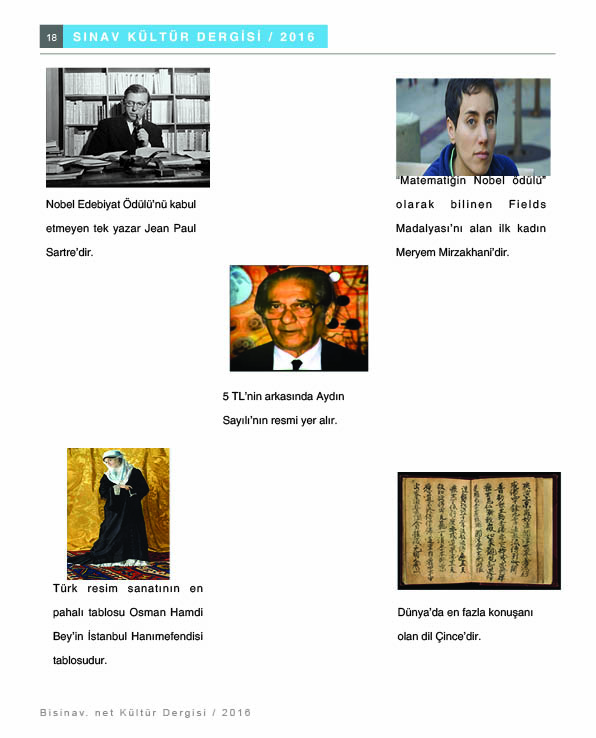 18 SINAV KÜLTÜR DERGİSİ / 2016
Nobel Edebiyat Ödülü’nü kabul
etmeyen tek yazar Jean Paul
Sartre’dir.
“Matematiğin Nobel ödülü”
olarak bilinen Fields
Madalyası’nı alan ilk kadın
Meryem Mirzakhani’dir.
5 TL’nin arkasında Aydın
Sayılı’nın resmi yer alır.
Türk resim sanatının en
pahalı tablosu Osman Hamdi
Bey’in İstanbul Hanımefendisi
tablosudur.
Dünya’da en fazla konuşanı
olan dil Çince’dir.
Bisinav. net Kültür Dergisi / 2016